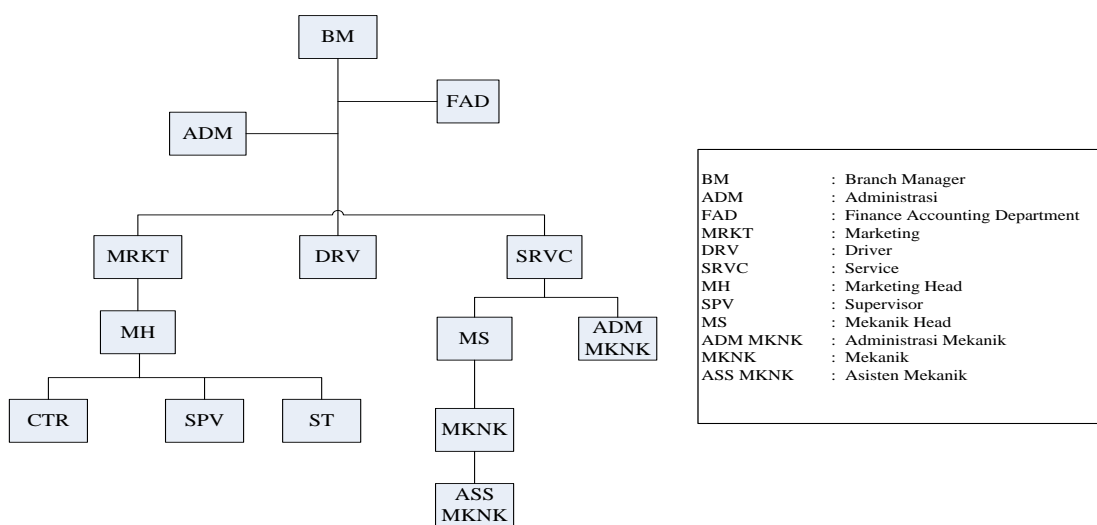 BM
FAD
ADM
MRKT
DRV
SRVC
MH
MS
ADM
MKNK
CTR
SPV
ST
MKNK
ASS
MKNK
BM : Branch Manager
ADM : Administrasi
FAD : Finance Accounting Department
MRKT : Marketing
DRV : Driver
SRVC : Service
MH : Marketing Head
SPV : Supervisor
MS : Mekanik Head
ADM MKNK : Administrasi Mekanik
MKNK : Mekanik
ASS MKNK : Asisten Mekanik